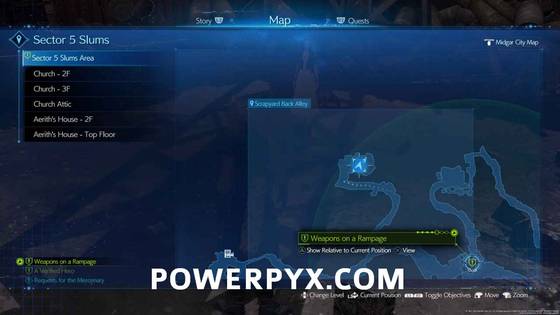 Story Map Quests
Sector 5 Slums
Midgar City Map
Sector 5 Slums Area
Church - 2F
Church - 3F
Church Attic
Aerith's House - 2F
Aerith's House - Top Floor
Scrapyard Back Alley
Weapons on a Rampage
Show Relative to Current Position View
Weapons on a Rampage
A Verified Hero
Requests for the Mercenary
POWERPYX.COM
Change Level Current Position Toggle Objectives Move Zoom